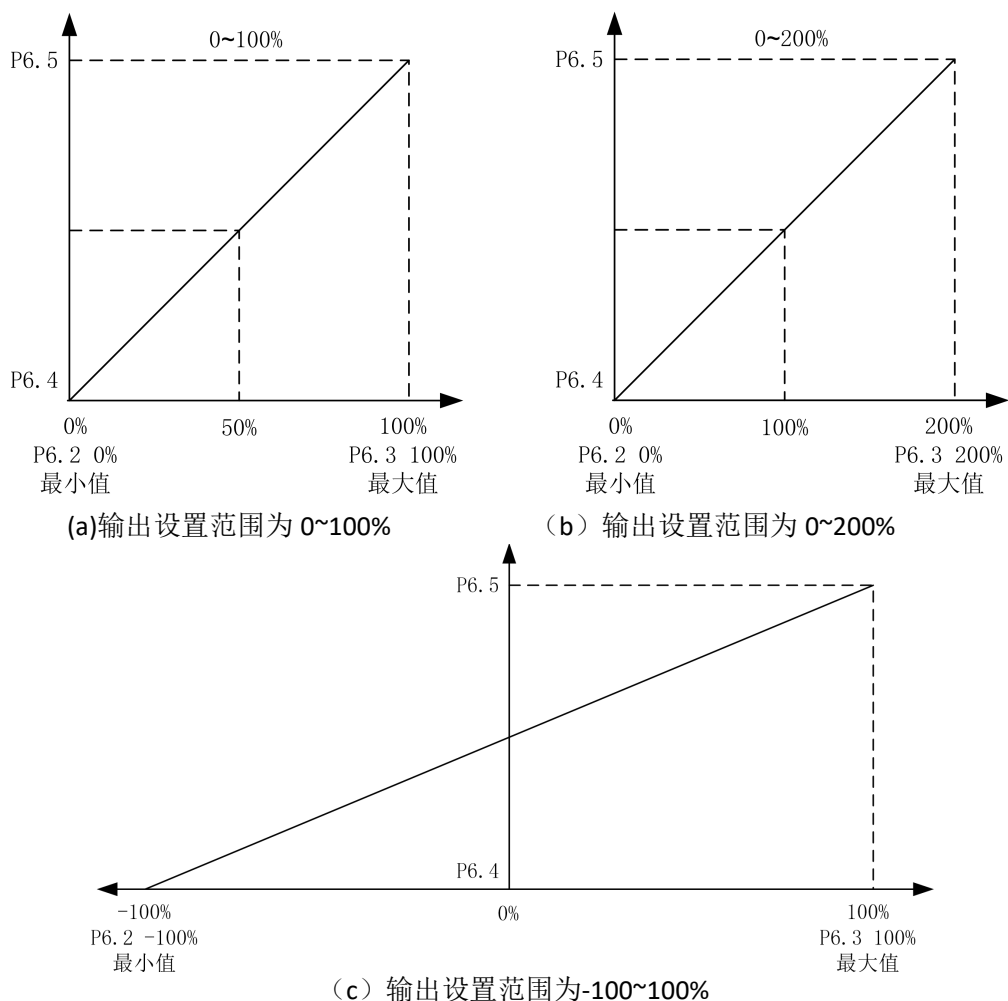 0~100%
P6.5
P6.4
0%
50%
100%
P6.2 0%
P6.3 100%
最小值
最大值
(a)输出设置范围为 0~100%
0~200%
P6.5
P6.4
0%
100%
200%
P6.2 0%
P6.3 200%
最小值
最大值
（b）输出设置范围为 0~200%
P6.5
P6.4
-100%
0%
100%
P6.2 -100%
P6.3 100%
最小值
最大值
（c）输出设置范围为-100~100%